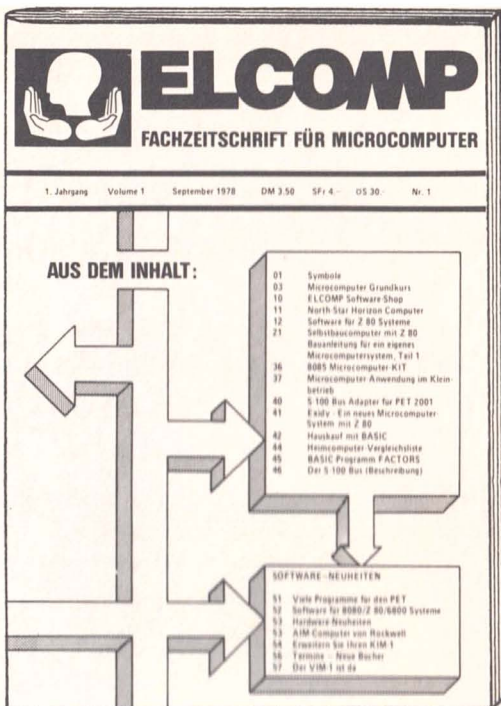 ELCOMP
FACHZEITSCHRIFT FÜR MICROCOMPUTER
1. Jahrgang Volume 1 September 1978 DM 3.50 SFr 4.- OS 30.- Nr. 1
AUS DEM INHALT:
01 Symbole
03 Microcomputer Grundkurs
10 ELCOMP Software-Shop
11 North Star Horizon Computer
12 Software für Z 80 Systeme
21 Selbstbaucomputer mit Z 80
Bauanleitung für ein eigenes
Microcomputersystem, Teil 1
36 8085 Microcomputer-KIT
37 Microcomputer-Anwendung im Klein-
betrieb
40 S 100 Bus Adapter für PET 2001
41 Exidy - Ein neues Microcomputer-
System mit Z 80
42 Hauskauf mit BASIC
44 Heimcomputer Vergleichsliste
45 BASIC Programm FACTORS
46 Der S 100 Bus (Beschreibung)
SOFTWARE-NEUHEITEN
51 Viele Programme für den PET
52 Software für 8080/Z 80/6800 Systeme
53 Hardware-Neuheiten
53 AIM Computer von Rockwell
54 Erweitern Sie Ihren KIM-1
56 Termine - Neue Bücher
57 Der VIM-1 ist da